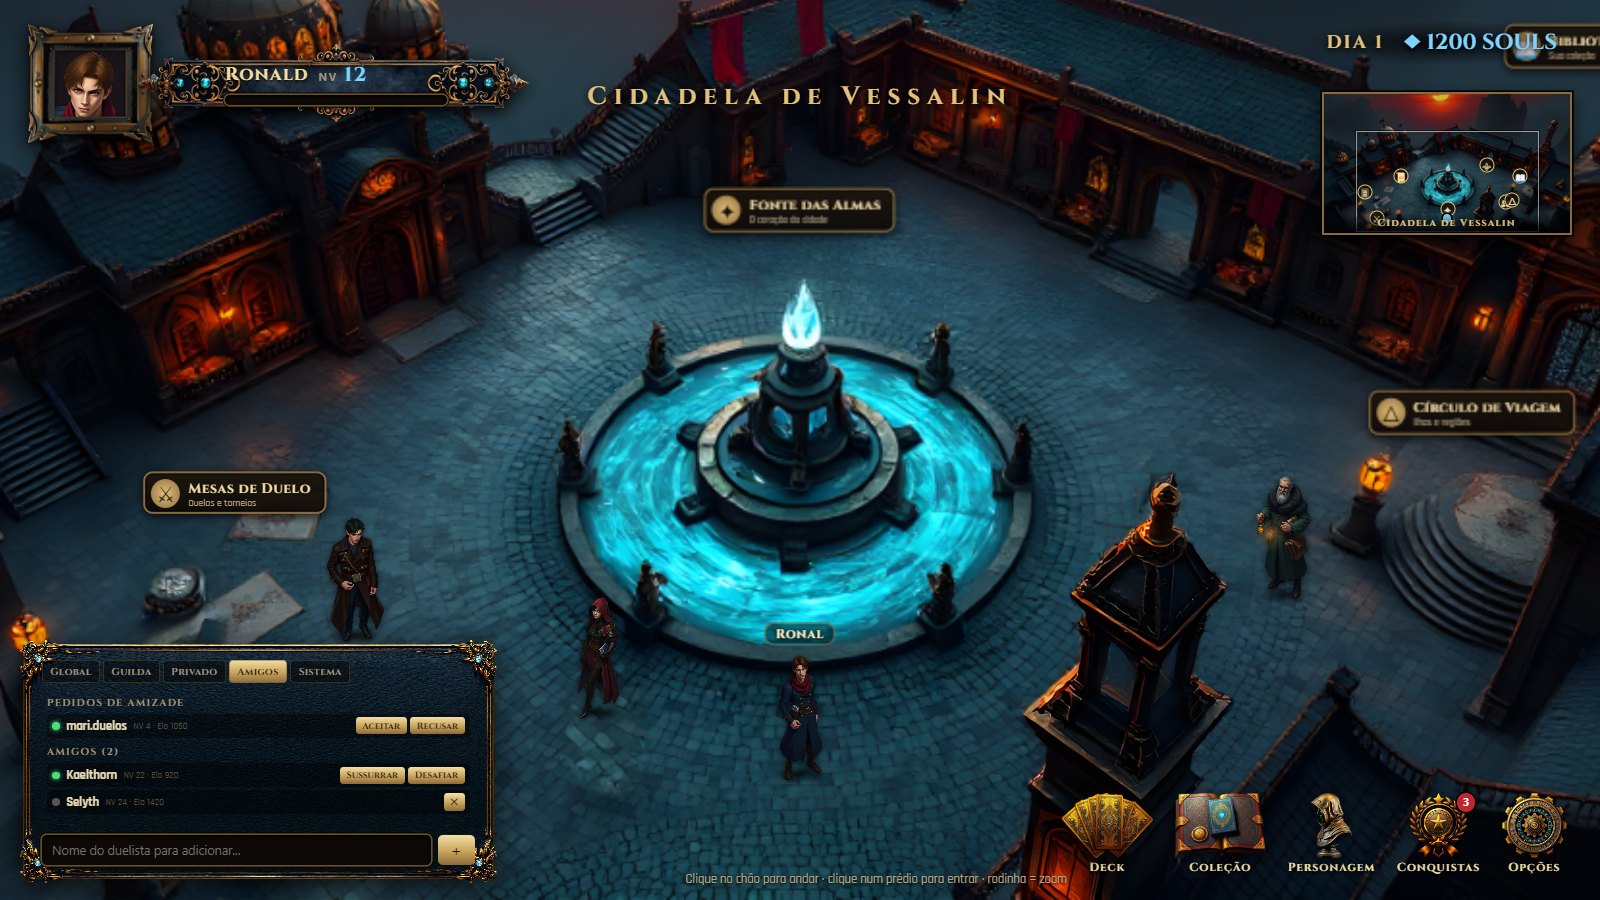 RONALD NV 12
CIDADELA DE VESSALIN
DIA 1 ◆ 1200 SOULS
Sua coleção
CIDADELA DE VESSALIN
FONTE DAS ALMAS
O coração da cidade
CÍRCULO DE VIAGEM
Ilhas e regiões
MESAS DE DUELO
Duelos e torneios
RONAL
GLOBAL
GUILDA
PRIVADO
AMIGOS
SISTEMA
PEDIDOS DE AMIZADE
mari.duelos NV 4 · Elo 1050
ACEITAR
RECUSAR
AMIGOS (2)
Kaelthorn NV 22 · Elo 920
SUSSURRAR
DESAFIAR
Selyth NV 24 · Elo 1420
×
Nome do duelista para adicionar...
+
Clique no chão para andar · clique num prédio para entrar · rodinha = zoom
DECK
COLEÇÃO
PERSONAGEM
3
CONQUISTAS
OPÇÕES